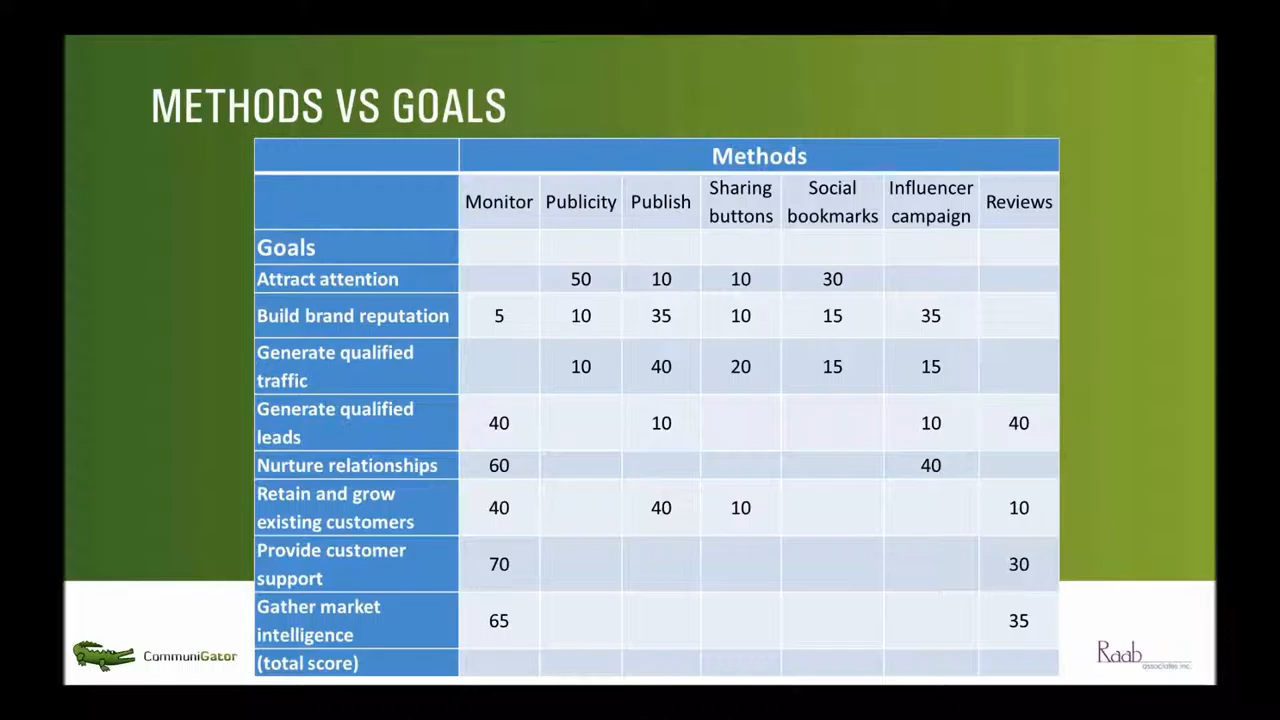 METHODS VS GOALS
Methods
Monitor Publicity Publish Sharing buttons Social bookmarks Influencer campaign Reviews
Goals
Attract attention 50 10 10 30
Build brand reputation 5 10 35 10 15 35
Generate qualified traffic 10 40 20 15 15
Generate qualified leads 40 10 10 40
Nurture relationships 60 40
Retain and grow existing customers 40 40 10 10
Provide customer support 70 30
Gather market intelligence 65 35
(total score)
CommuniGator
Raab
associates inc.